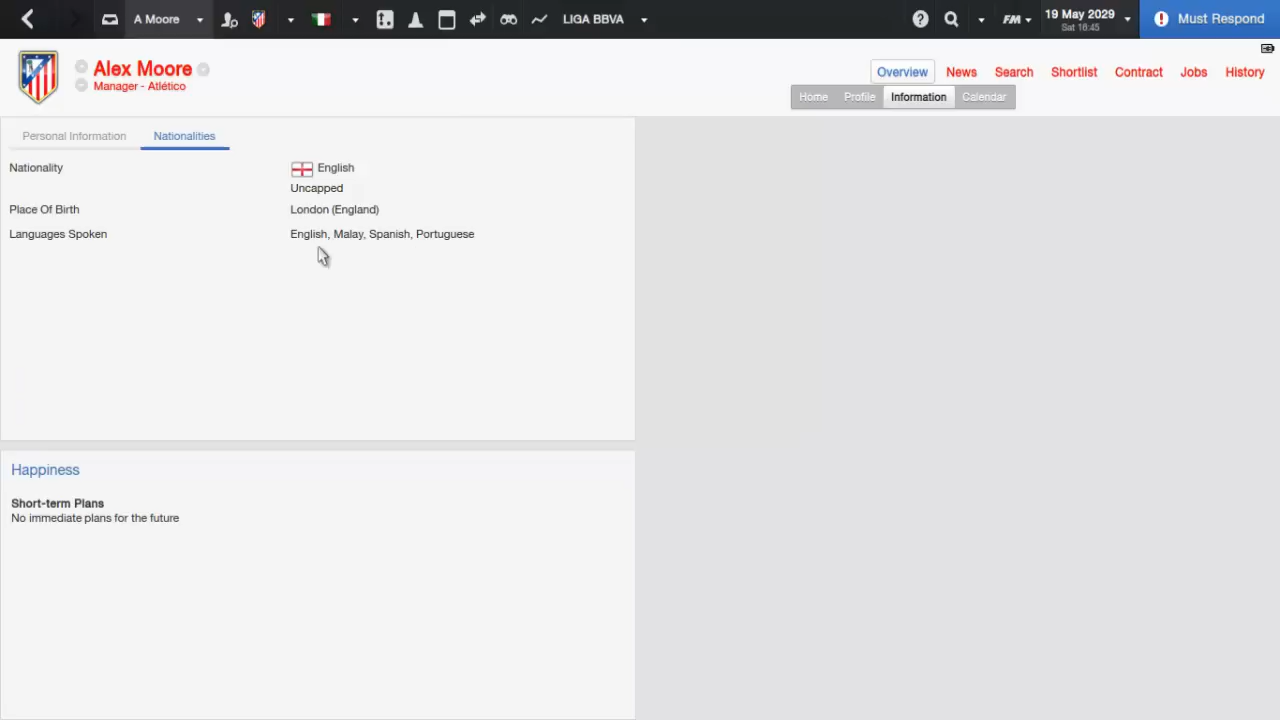 A Moore
LIGA BBVA
FM
19 May 2029
Sat 16:45
Must Respond
Alex Moore
Manager - Atlético
Overview News Search Shortlist Contract Jobs History
Home Profile Information Calendar
Personal Information Nationalities
Nationality English
Uncapped
Place Of Birth London (England)
Languages Spoken English, Malay, Spanish, Portuguese
Happiness
Short-term Plans
No immediate plans for the future